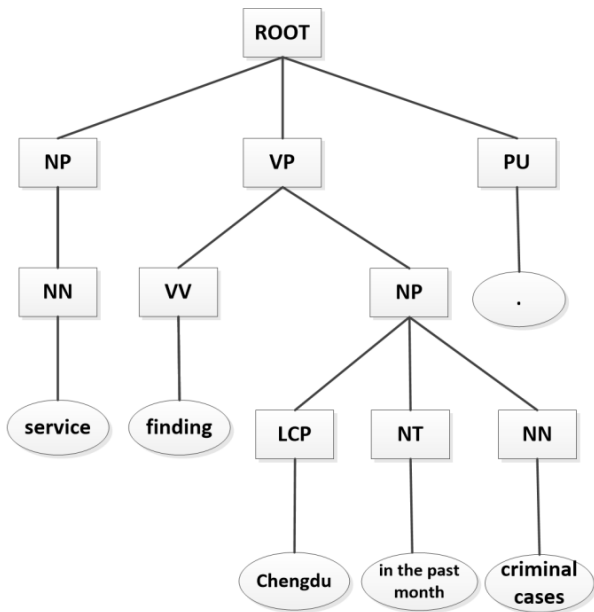 ROOT
NP
VP
PU
NN
VV
NP
.
service
finding
LCP
NT
NN
Chengdu
in the past
month
criminal
cases